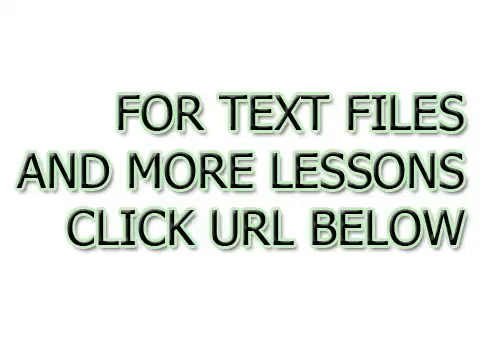 FOR TEXT FILES
AND MORE LESSONS
CLICK URL BELOW